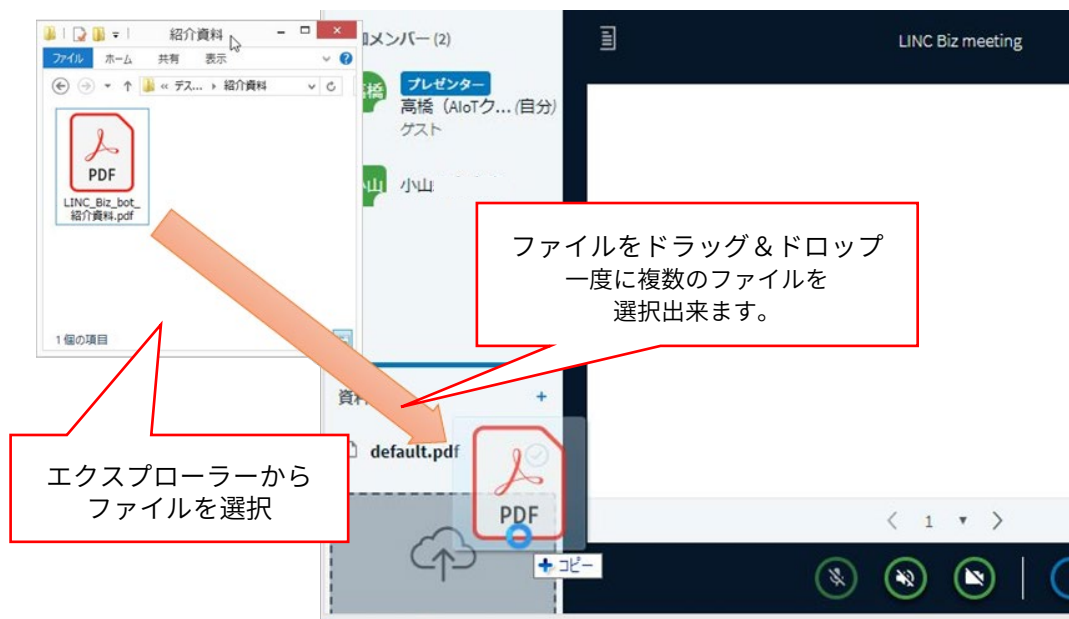 紹介資料
ファイル ホーム 共有 表示
« デス... 紹介資料
PDF
LINC_Biz_bot_
紹介資料.pdf
1 個の項目
メンバー (2)
プレゼンター
高橋（AIoTク... (自分)
ゲスト
小山
LINC Biz meeting
ファイルをドラッグ＆ドロップ
一度に複数のファイルを
選択出来ます。
エクスプローラーから
ファイルを選択
default.pdf
PDF
コピー
1